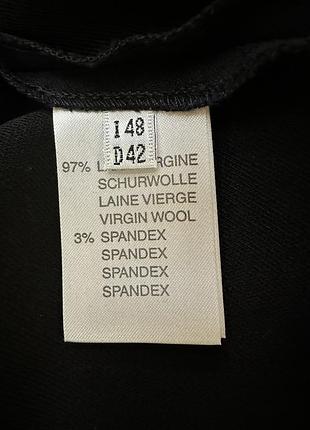 I 48
D 42
97% L
SCHURWOLLE
LAINE VIERGE
VIRGIN WOOL
3% SPANDEX
SPANDEX
SPANDEX
SPANDEX